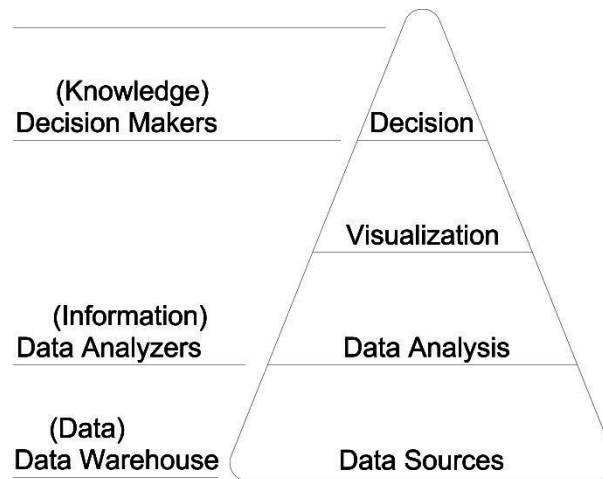 (Knowledge)
Decision Makers
Decision
Visualization
(Information)
Data Analyzers
Data Analysis
(Data)
Data Warehouse
Data Sources